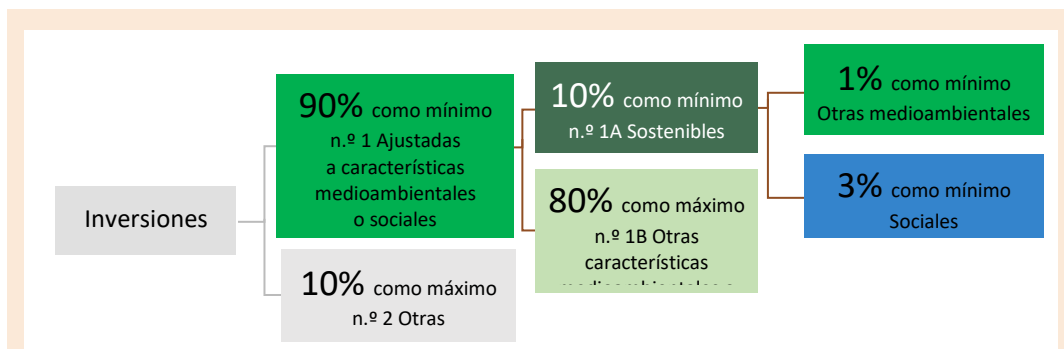 Inversiones
90% como mínimo
n.º 1 Ajustadas
a características
medioambientales
o sociales
10% como máximo
n.º 2 Otras
10% como mínimo
n.º 1A Sostenibles
80% como máximo
n.º 1B Otras
características
1% como mínimo
Otras medioambientales
3% como mínimo
Sociales